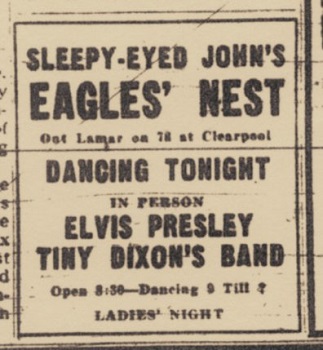 SLEEPY-EYED JOHN'S
EAGLES' NEST
Out Lamar on 78 at Clearpool
DANCING TONIGHT
IN PERSON
ELVIS PRESLEY
TINY DIXON'S BAND
Open 8:30—Dancing 9 Till ?
LADIES' NIGHT